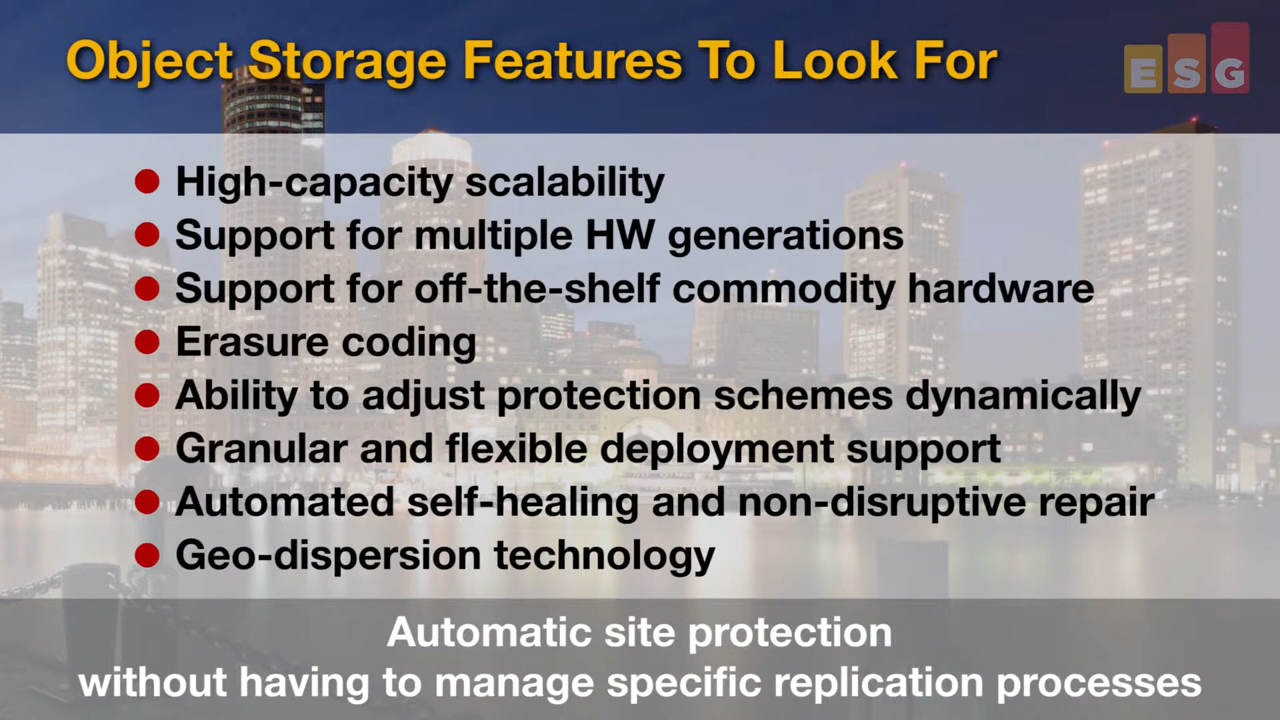 Object Storage Features To Look For
ESG
High-capacity scalability
Support for multiple HW generations
Support for off-the-shelf commodity hardware
Erasure coding
Ability to adjust protection schemes dynamically
Granular and flexible deployment support
Automated self-healing and non-disruptive repair
Geo-dispersion technology
Automatic site protection
without having to manage specific replication processes